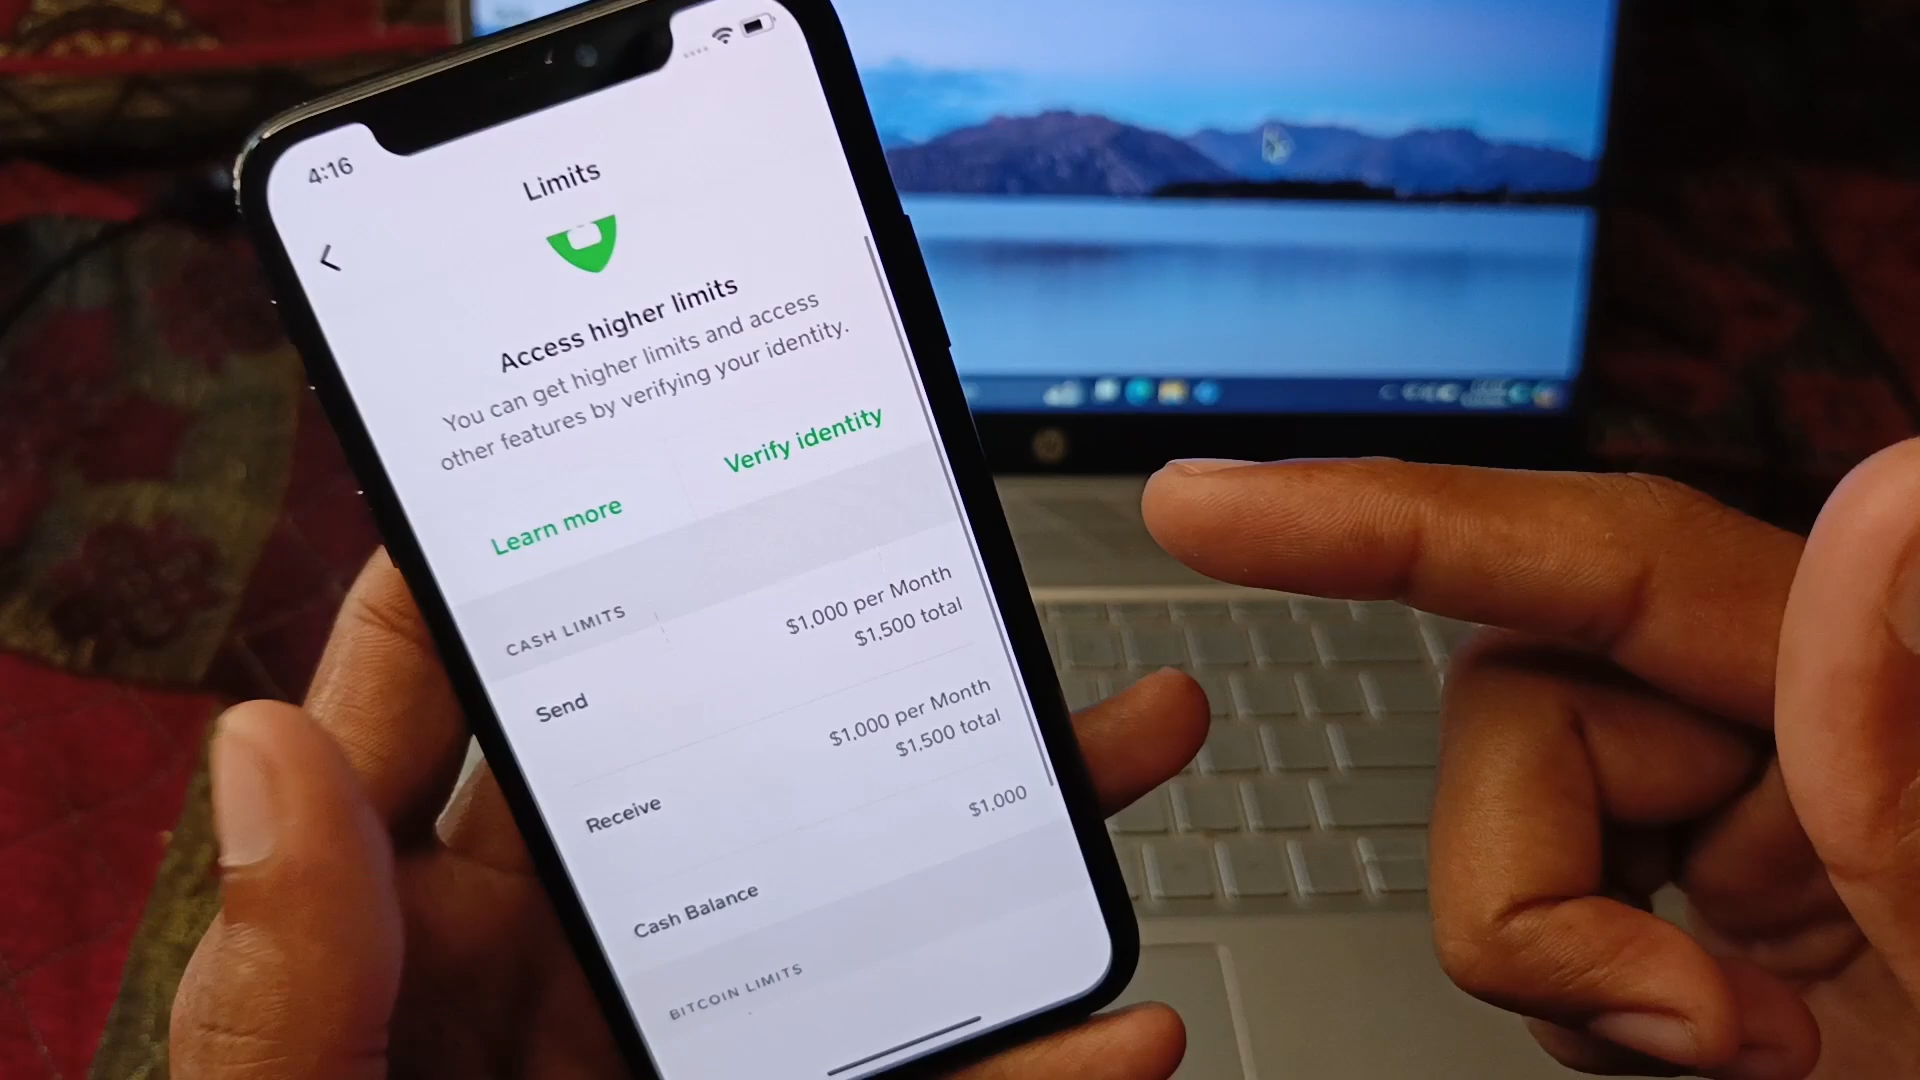 4:16
Limits
Access higher limits
You can get higher limits and access
other features by verifying your identity.
Learn more
Verify identity
CASH LIMITS
Send
$1,000 per Month
$1,500 total
Receive
$1,000 per Month
$1,500 total
Cash Balance
$1,000
BITCOIN LIMITS